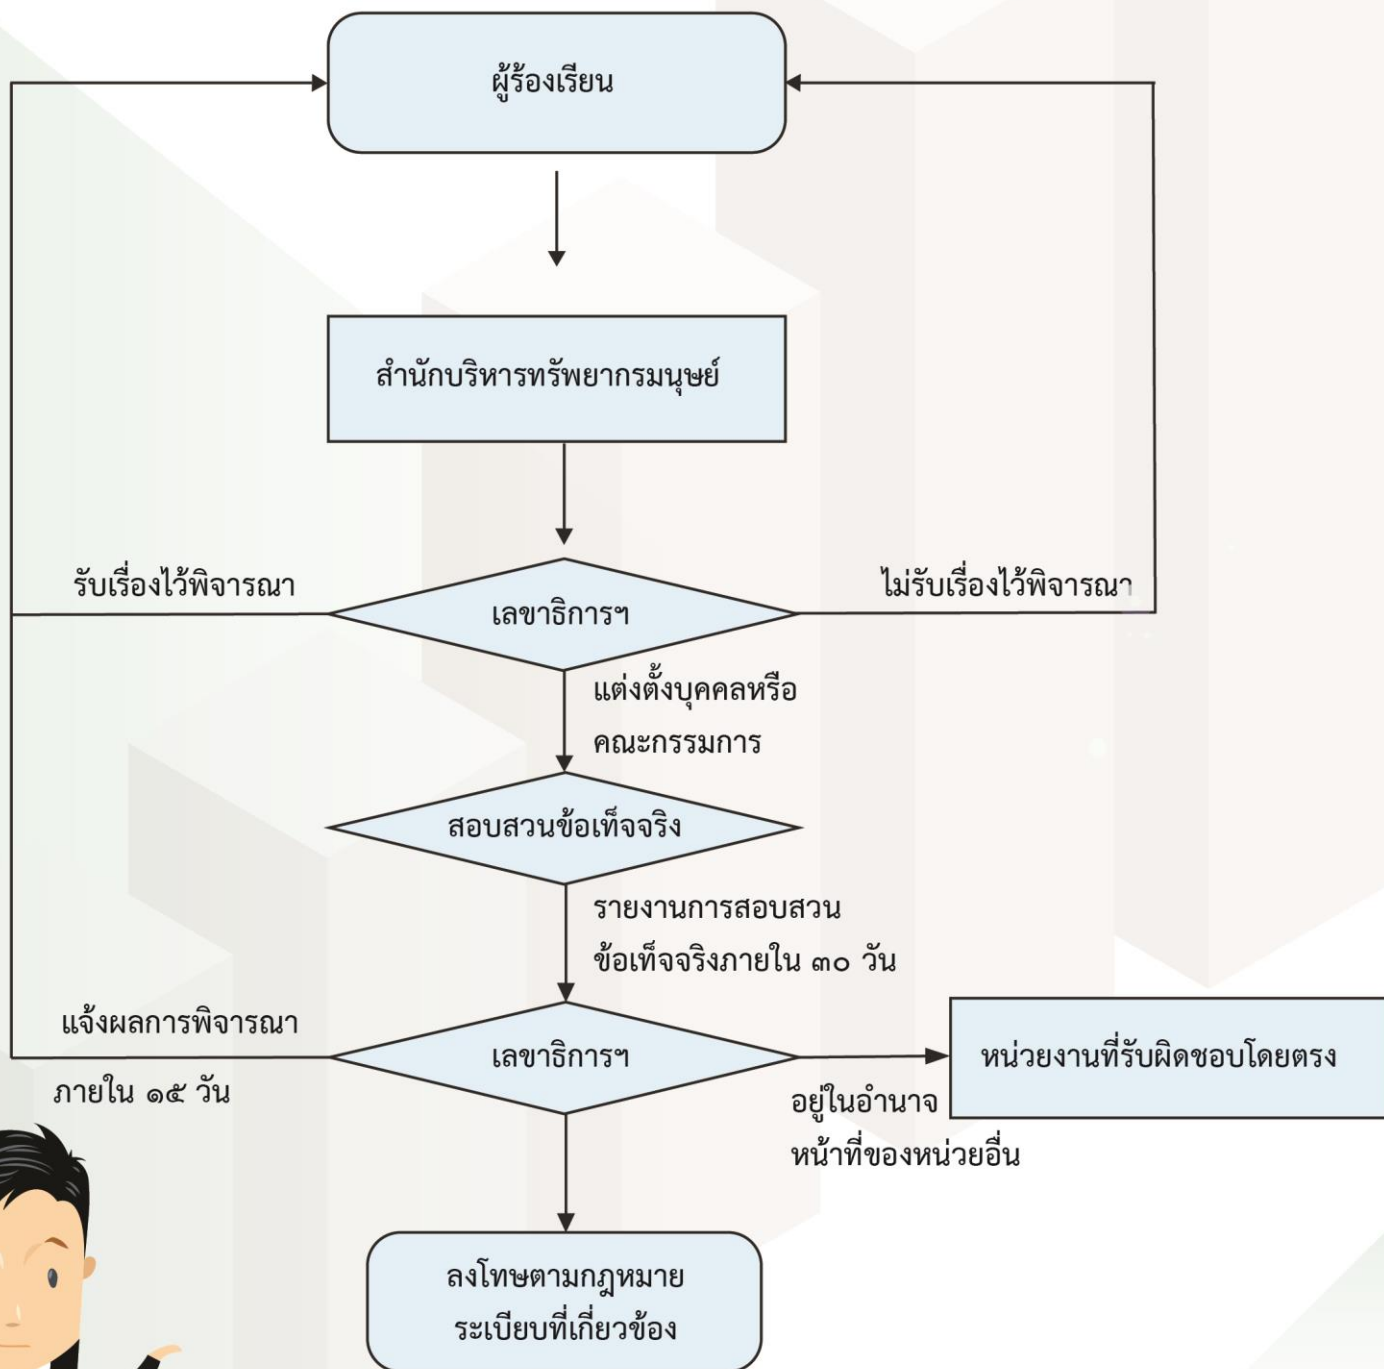 ผู้ร้องเรียน
สำนักบริหารทรัพยากรมนุษย์
รับเรื่องไว้พิจารณา
ไม่รับเรื่องไว้พิจารณา
เลขาธิการฯ
แต่งตั้งบุคคลหรือ
คณะกรรมการ
สอบสวนข้อเท็จจริง
รายงานการสอบสวน
ข้อเท็จจริงภายใน ๓๐ วัน
แจ้งผลการพิจารณา
ภายใน ๑๕ วัน
เลขาธิการฯ
หน่วยงานที่รับผิดชอบโดยตรง
อยู่ในอำนาจ
หน้าที่ของหน่วยอื่น
ลงโทษตามกฎหมาย
ระเบียบที่เกี่ยวข้อง